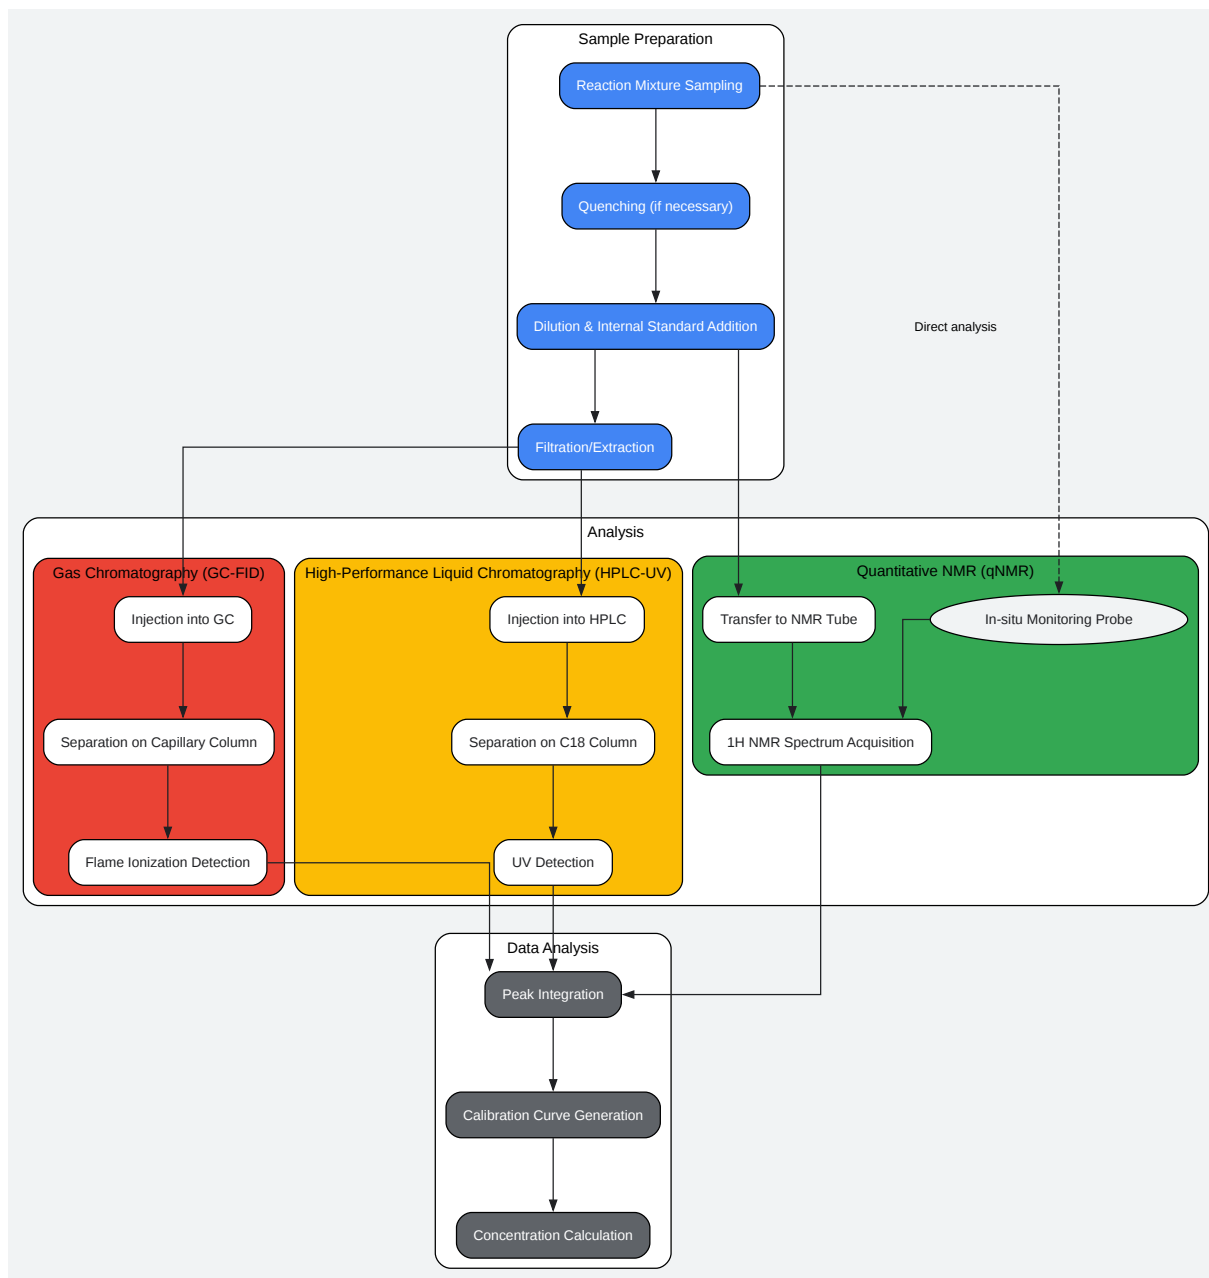 Sample Preparation
Reaction Mixture Sampling
Quenching (if necessary)
Dilution & Internal Standard Addition
Direct analysis
Filtration/Extraction
Analysis
Gas Chromatography (GC-FID)
High-Performance Liquid Chromatography (HPLC-UV)
Quantitative NMR (qNMR)
Injection into GC
Injection into HPLC
Transfer to NMR Tube
In-situ Monitoring Probe
Separation on Capillary Column
Separation on C18 Column
1H NMR Spectrum Acquisition
Flame Ionization Detection
UV Detection
Data Analysis
Peak Integration
Calibration Curve Generation
Concentration Calculation